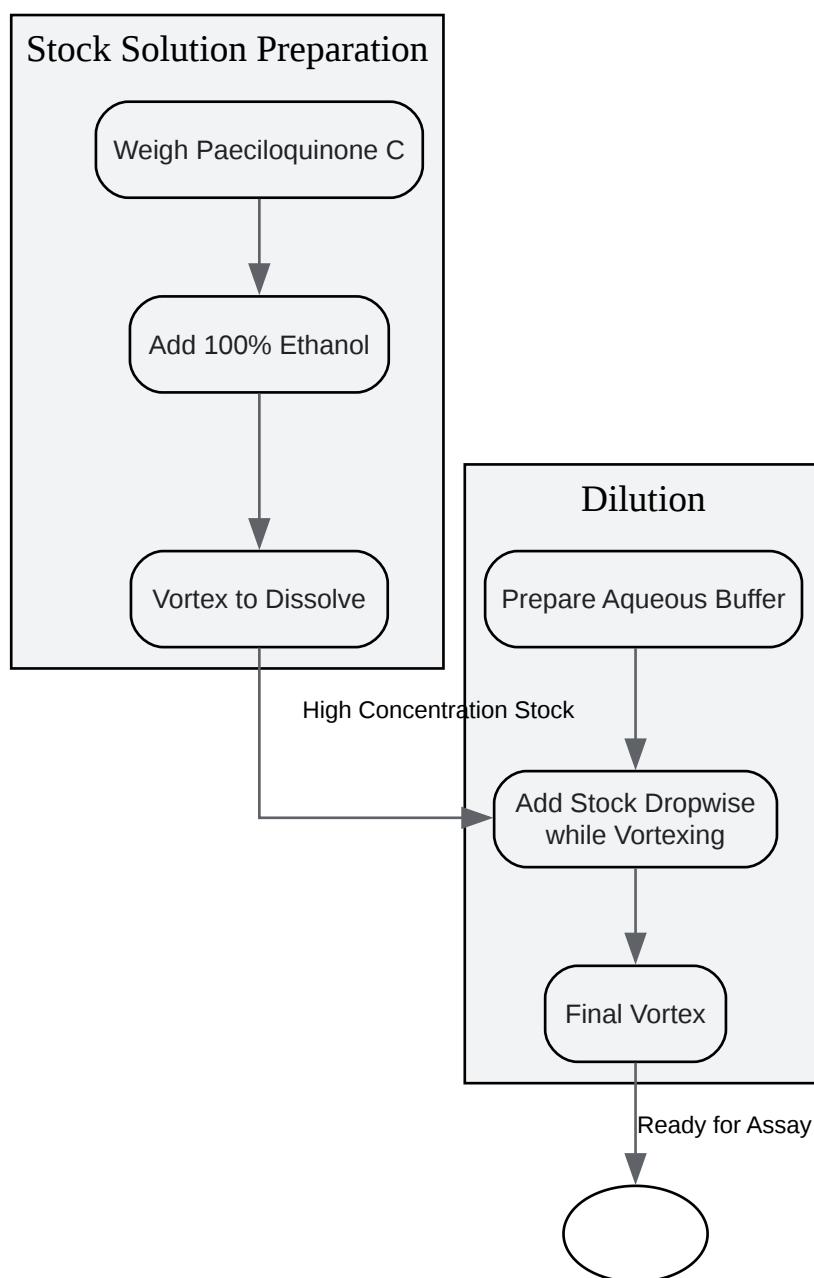 Stock Solution Preparation
Weigh Paeciloquinone C
Add 100% Ethanol
Vortex to Dissolve
High Concentration Stock
Dilution
Prepare Aqueous Buffer
Add Stock Dropwise
while Vortexing
Final Vortex
Ready for Assay